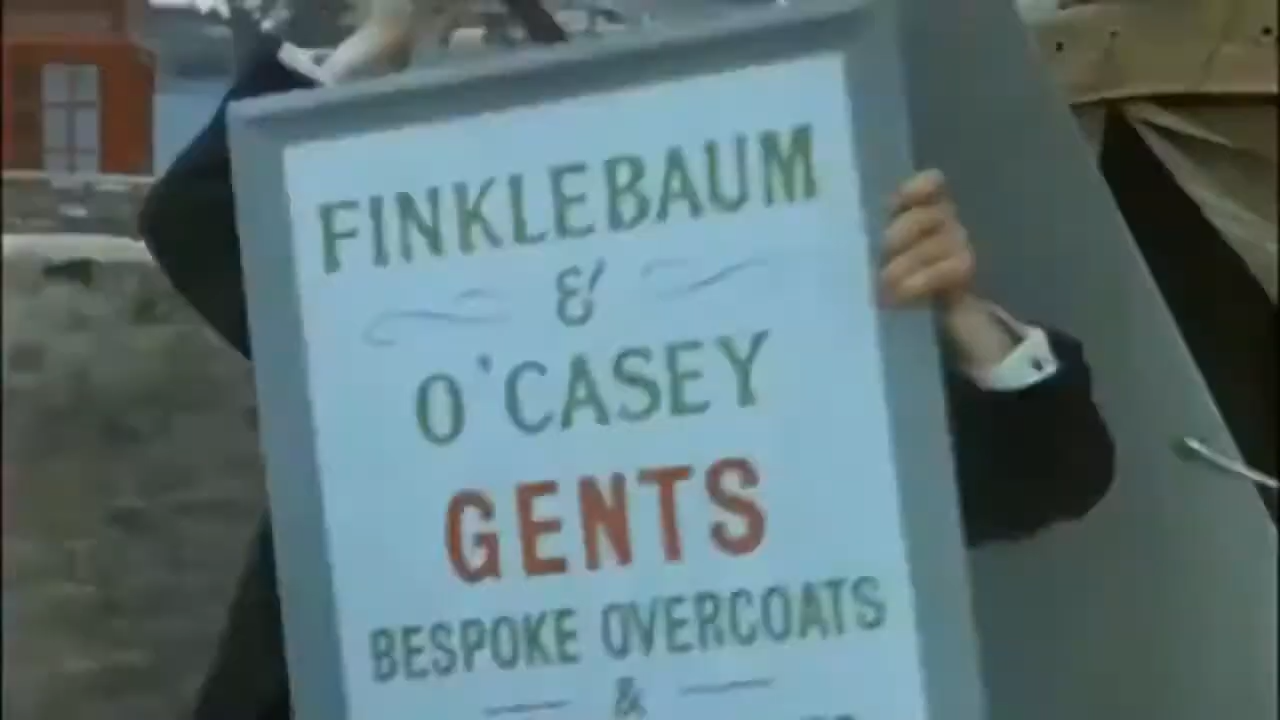 FINKLEBAUM
&
O'CASEY
GENTS
BESPOKE OVERCOATS
&